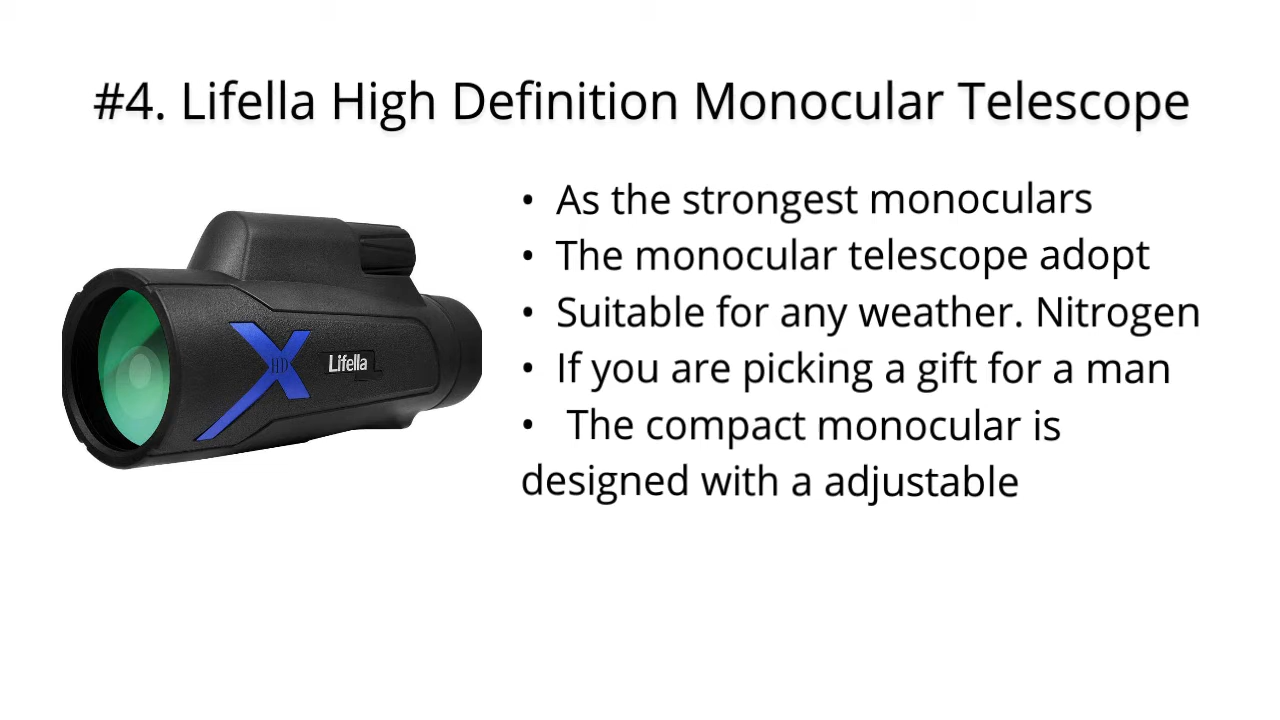 #4. Lifella High Definition Monocular Telescope
• As the strongest monoculars
• The monocular telescope adopt
• Suitable for any weather. Nitrogen
• If you are picking a gift for a man
• The compact monocular is
designed with a adjustable
HD
Lifella